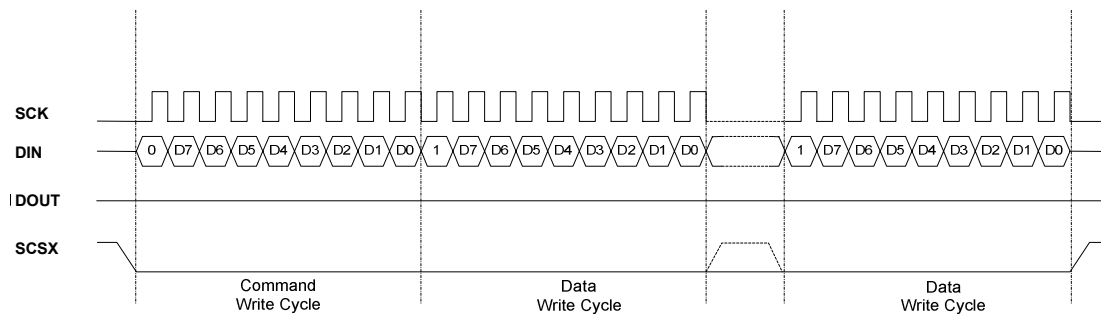 SCK
DIN
0 D7 D6 D5 D4 D3 D2 D1 D0 1 D7 D6 D5 D4 D3 D2 D1 D0 1 D7 D6 D5 D4 D3 D2 D1 D0
DOUT
SCSX
Command
Write Cycle
Data
Write Cycle
Data
Write Cycle